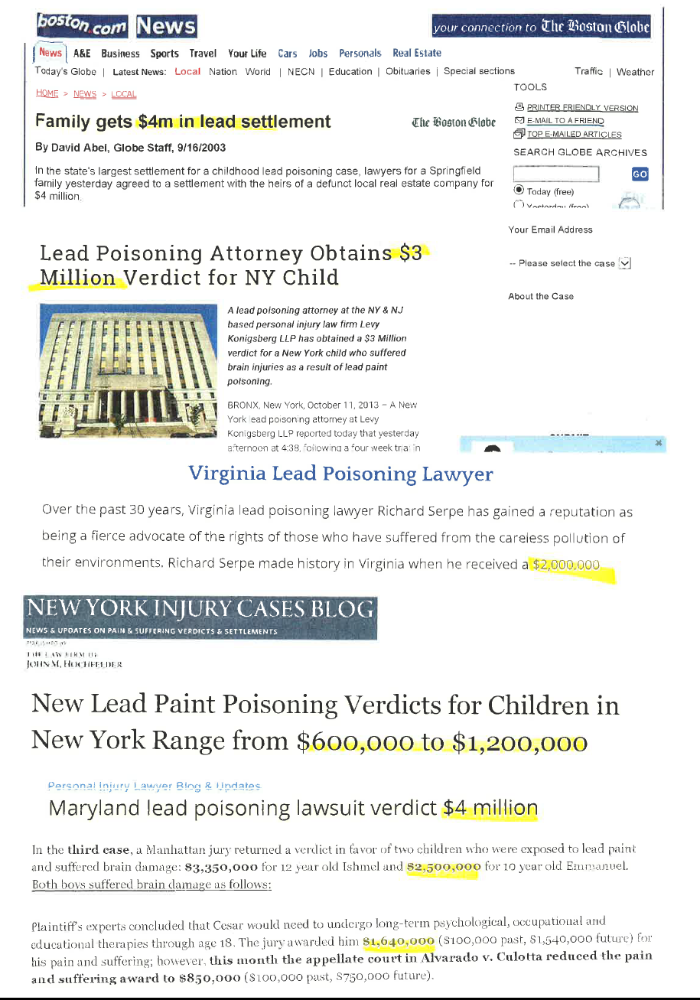 boston.com News
your connection to The Boston Globe
News A&E Business Sports Travel Your Life Cars Jobs Personals Real Estate
Today's Globe | Latest News: Local Nation World | NECN | Education | Obituaries | Special sections Traffic | Weather
HOME > NEWS > LOCAL
TOOLS
PRINTER FRIENDLY VERSION
E-MAIL TO A FRIEND
TOP E-MAILED ARTICLES
SEARCH GLOBE ARCHIVES
GO
Today (free)
Yesterday (free)
Family gets $4m in lead settlement
The Boston Globe
By David Abel, Globe Staff, 9/16/2003
In the state's largest settlement for a childhood lead poisoning case, lawyers for a Springfield
family yesterday agreed to a settlement with the heirs of a defunct local real estate company for
$4 million.
Your Email Address
-- Please select the case
About the Case
Lead Poisoning Attorney Obtains $3
Million Verdict for NY Child
A lead poisoning attorney at the NY & NJ
based personal injury law firm Levy
Konigsberg LLP has obtained a $3 Million
verdict for a New York child who suffered
brain injuries as a result of lead paint
poisoning.
BRONX, New York, October 11, 2013 – A New
York lead poisoning attorney at Levy
Konigsberg LLP reported today that yesterday
afternoon at 4:38, following a four week trial in
Virginia Lead Poisoning Lawyer
Over the past 30 years, Virginia lead poisoning lawyer Richard Serpe has gained a reputation as
being a fierce advocate of the rights of those who have suffered from the careless pollution of
their environments. Richard Serpe made history in Virginia when he received a $2,000,000
NEW YORK INJURY CASES BLOG
NEWS & UPDATES ON PAIN & SUFFERING VERDICTS & SETTLEMENTS
PUBLISHED BY
THE LAW FIRM OF
JOHN M. HOCHFELDER
New Lead Paint Poisoning Verdicts for Children in
New York Range from $600,000 to $1,200,000
Personal Injury Lawyer Blog & Updates
Maryland lead poisoning lawsuit verdict $4 million
In the third case, a Manhattan jury returned a verdict in favor of two children who were exposed to lead paint
and suffered brain damage: $3,350,000 for 12 year old Ishmel and $2,500,000 for 10 year old Emmanuel.
Both boys suffered brain damage as follows:
Plaintiff's experts concluded that Cesar would need to undergo long-term psychological, occupational and
educational therapies through age 18. The jury awarded him $1,640,000 ($100,000 past, $1,540,000 future) for
his pain and suffering; however, this month the appellate court in Alvarado v. Culotta reduced the pain
and suffering award to $850,000 ($100,000 past, $750,000 future).